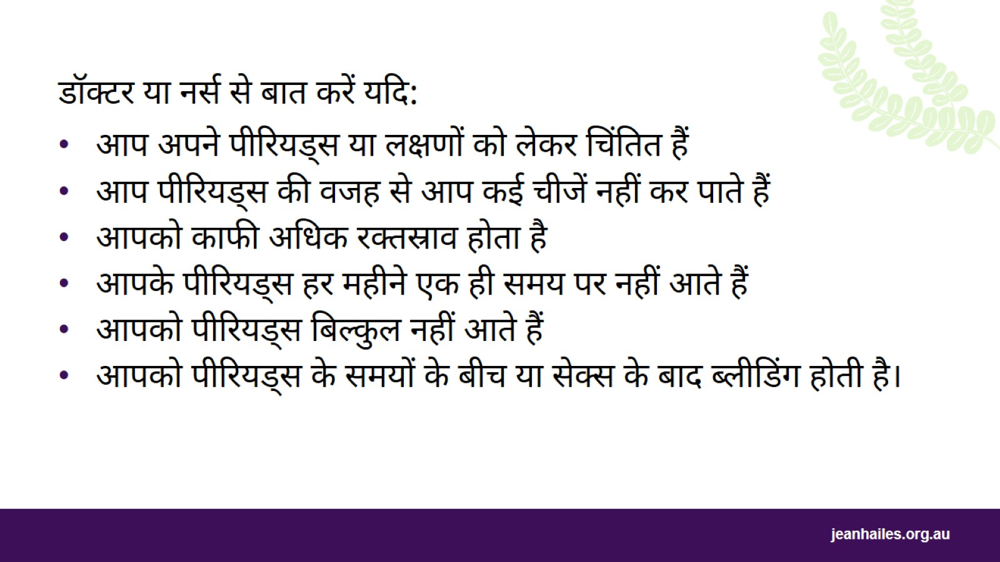 डॉक्टर या नर्स से बात करें यदि:
• आप अपने पीरियड्स या लक्षणों को लेकर चिंतित हैं
• आप पीरियड्स की वजह से आप कई चीजें नहीं कर पाते हैं
• आपको काफी अधिक रक्तस्राव होता है
• आपके पीरियड्स हर महीने एक ही समय पर नहीं आते हैं
• आपको पीरियड्स बिल्कुल नहीं आते हैं
• आपको पीरियड्स के समयों के बीच या सेक्स के बाद ब्लीडिंग होती है।
jeanhailes.org.au